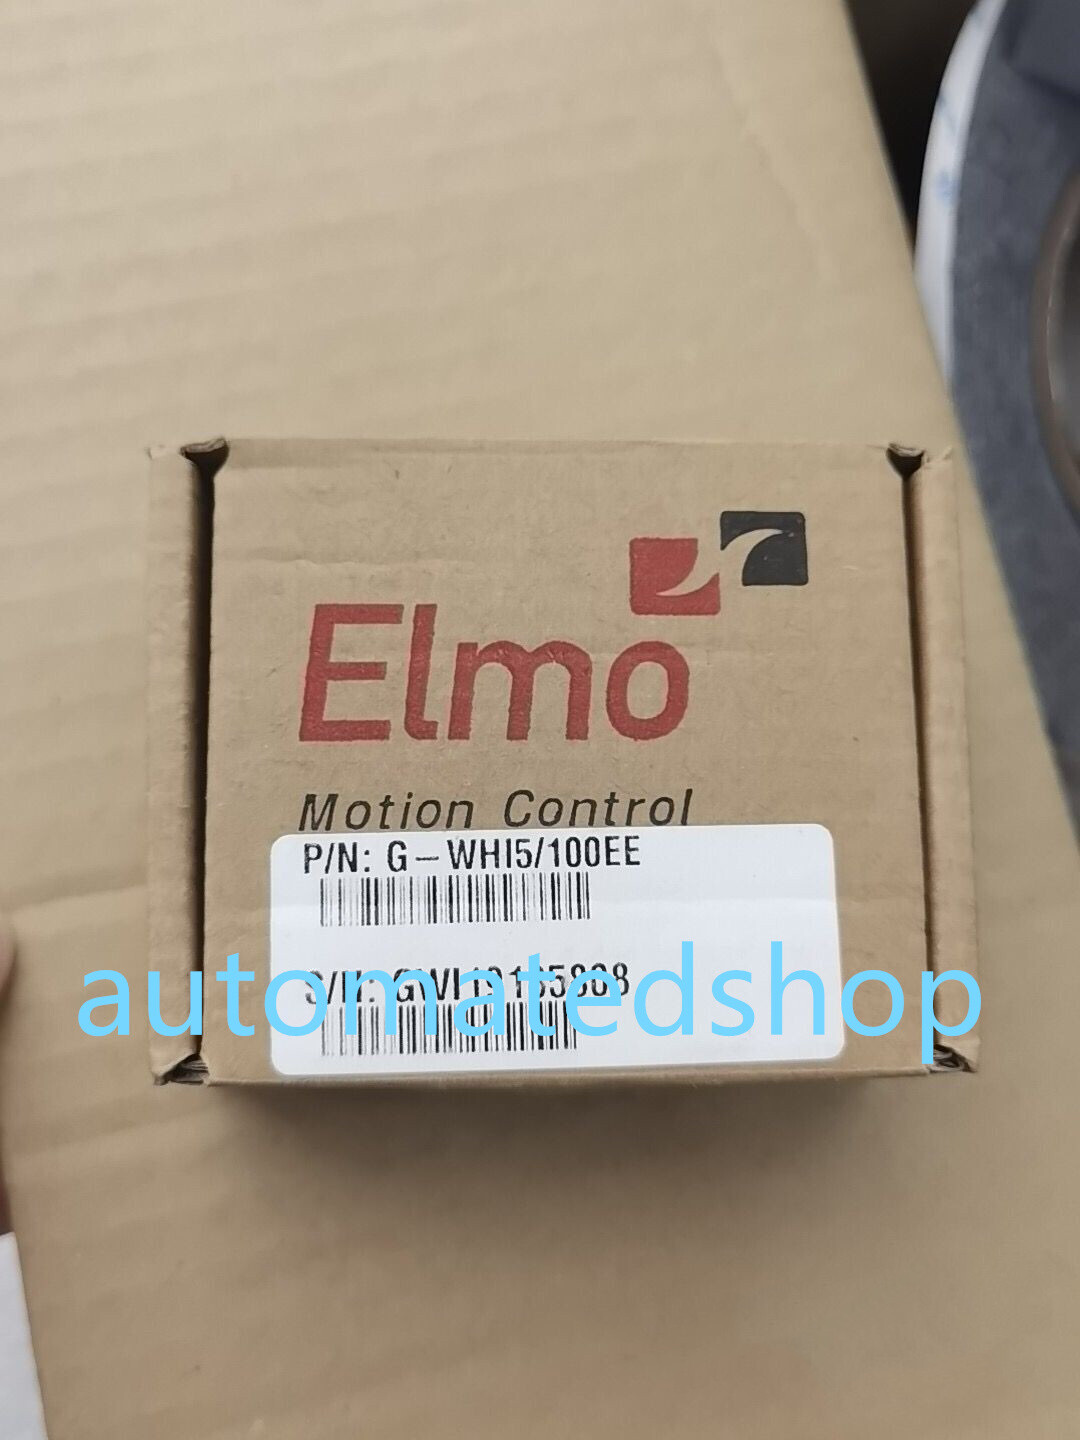 Elmo
Motion Control
P/N: G-WHI5/100EE
S/N:
automatedshop